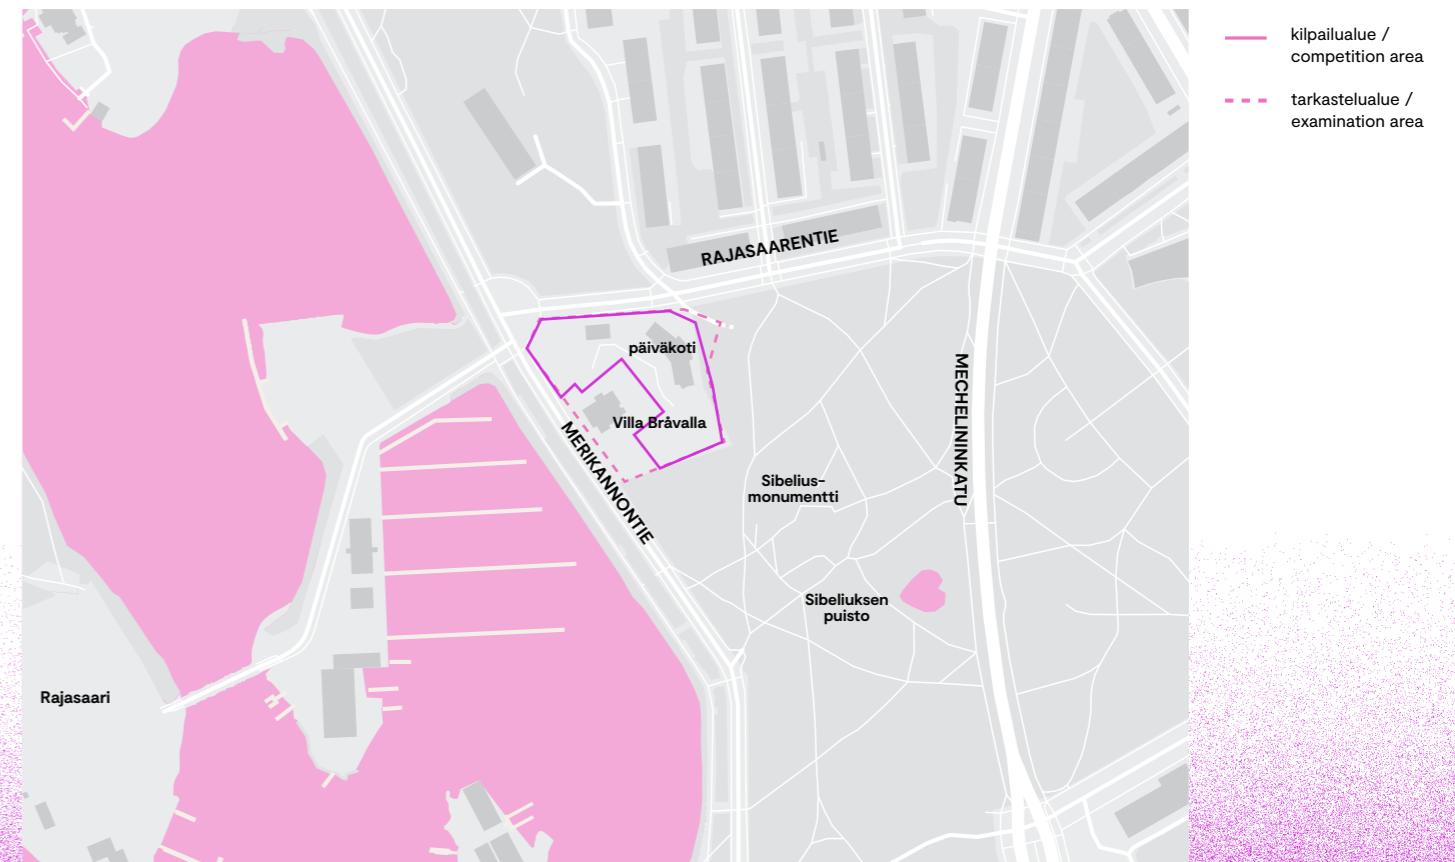 kilpailualue /
competition area
tarkastelualue /
examination area
RAJASAARENTIE
päiväkoti
Villa Bråvalla
MERIKANNONTIE
MECHELININKATU
Sibelius-
monumentti
Sibeliuksen
puisto
Rajasaari